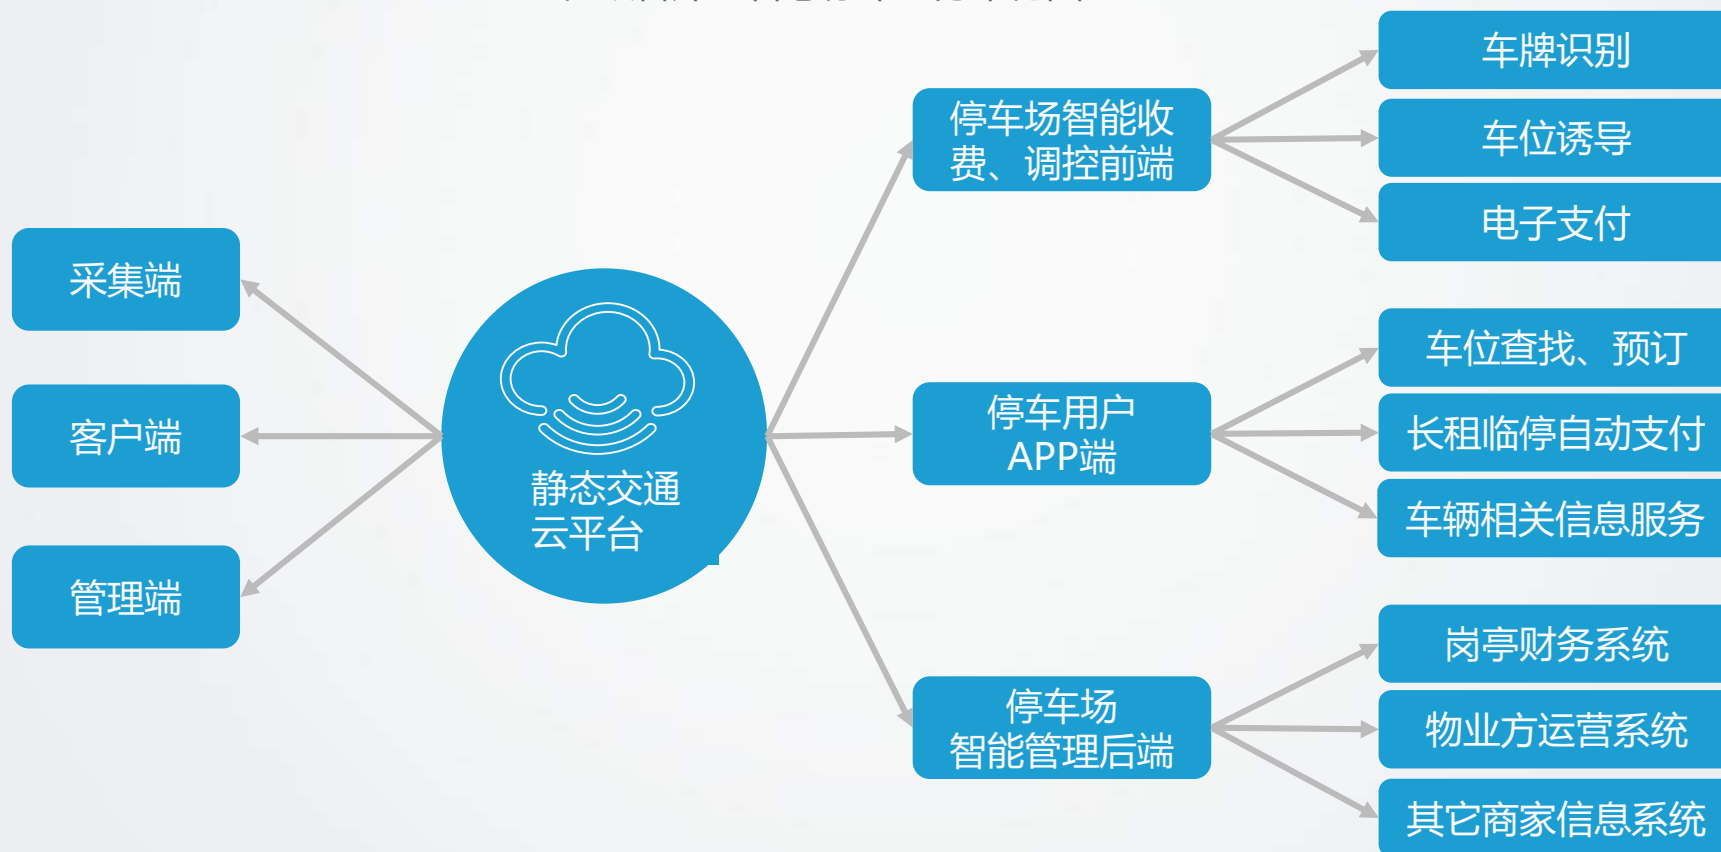 采集端
客户端
管理端
静态交通
云平台
停车场智能收
费、调控前端
停车用户
APP端
停车场
智能管理后端
车牌识别
车位诱导
电子支付
车位查找、预订
长租临停自动支付
车辆相关信息服务
岗亭财务系统
物业方运营系统
其它商家信息系统